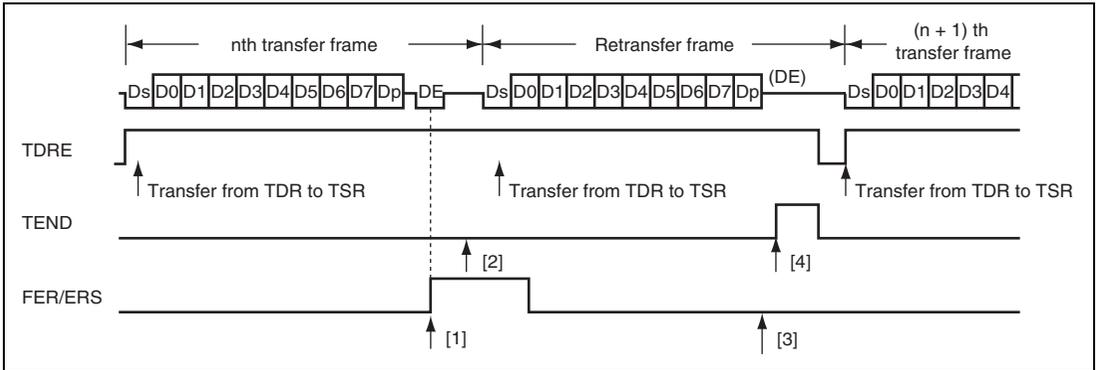 nth transfer frame
Retransfer frame
(n + 1) th
transfer frame
Ds D0 D1 D2 D3 D4 D5 D6 D7 Dp DE
Ds D0 D1 D2 D3 D4 D5 D6 D7 Dp
(DE)
Ds D0 D1 D2 D3 D4
TDRE
Transfer from TDR to TSR
Transfer from TDR to TSR
Transfer from TDR to TSR
TEND
[2]
[4]
FER/ERS
[1]
[3]